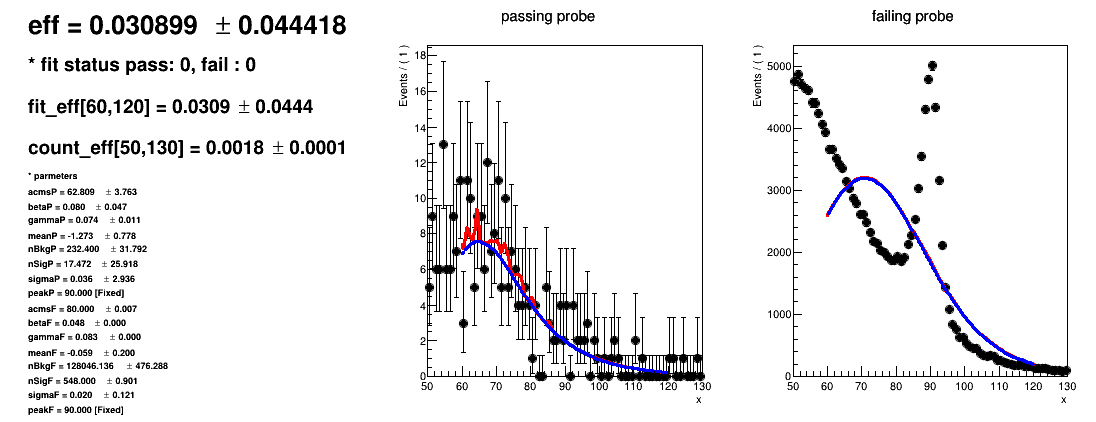 eff = 0.030899 ± 0.044418
* fit status pass: 0, fail : 0
fit_eff[60,120] = 0.0309 ± 0.0444
count_eff[50,130] = 0.0018 ± 0.0001
* parmeters
acmsP = 62.809 ± 3.763
betaP = 0.080 ± 0.047
gammaP = 0.074 ± 0.011
meanP = -1.273 ± 0.778
nBkgP = 232.400 ± 31.792
nSigP = 17.472 ± 25.918
sigmaP = 0.036 ± 2.936
peakP = 90.000 [Fixed]
acmsF = 80.000 ± 0.007
betaF = 0.048 ± 0.000
gammaF = 0.083 ± 0.000
meanF = -0.059 ± 0.200
nBkgF = 128046.136 ± 476.288
nSigF = 548.000 ± 0.901
sigmaF = 0.020 ± 0.121
peakF = 90.000 [Fixed]
passing probe
Events / ( 1 )
18
16
14
12
10
8
6
4
2
0
50 60 70 80 90 100 110 120 130
x
failing probe
Events / ( 1 )
5000
4000
3000
2000
1000
0
50 60 70 80 90 100 110 120 130
x